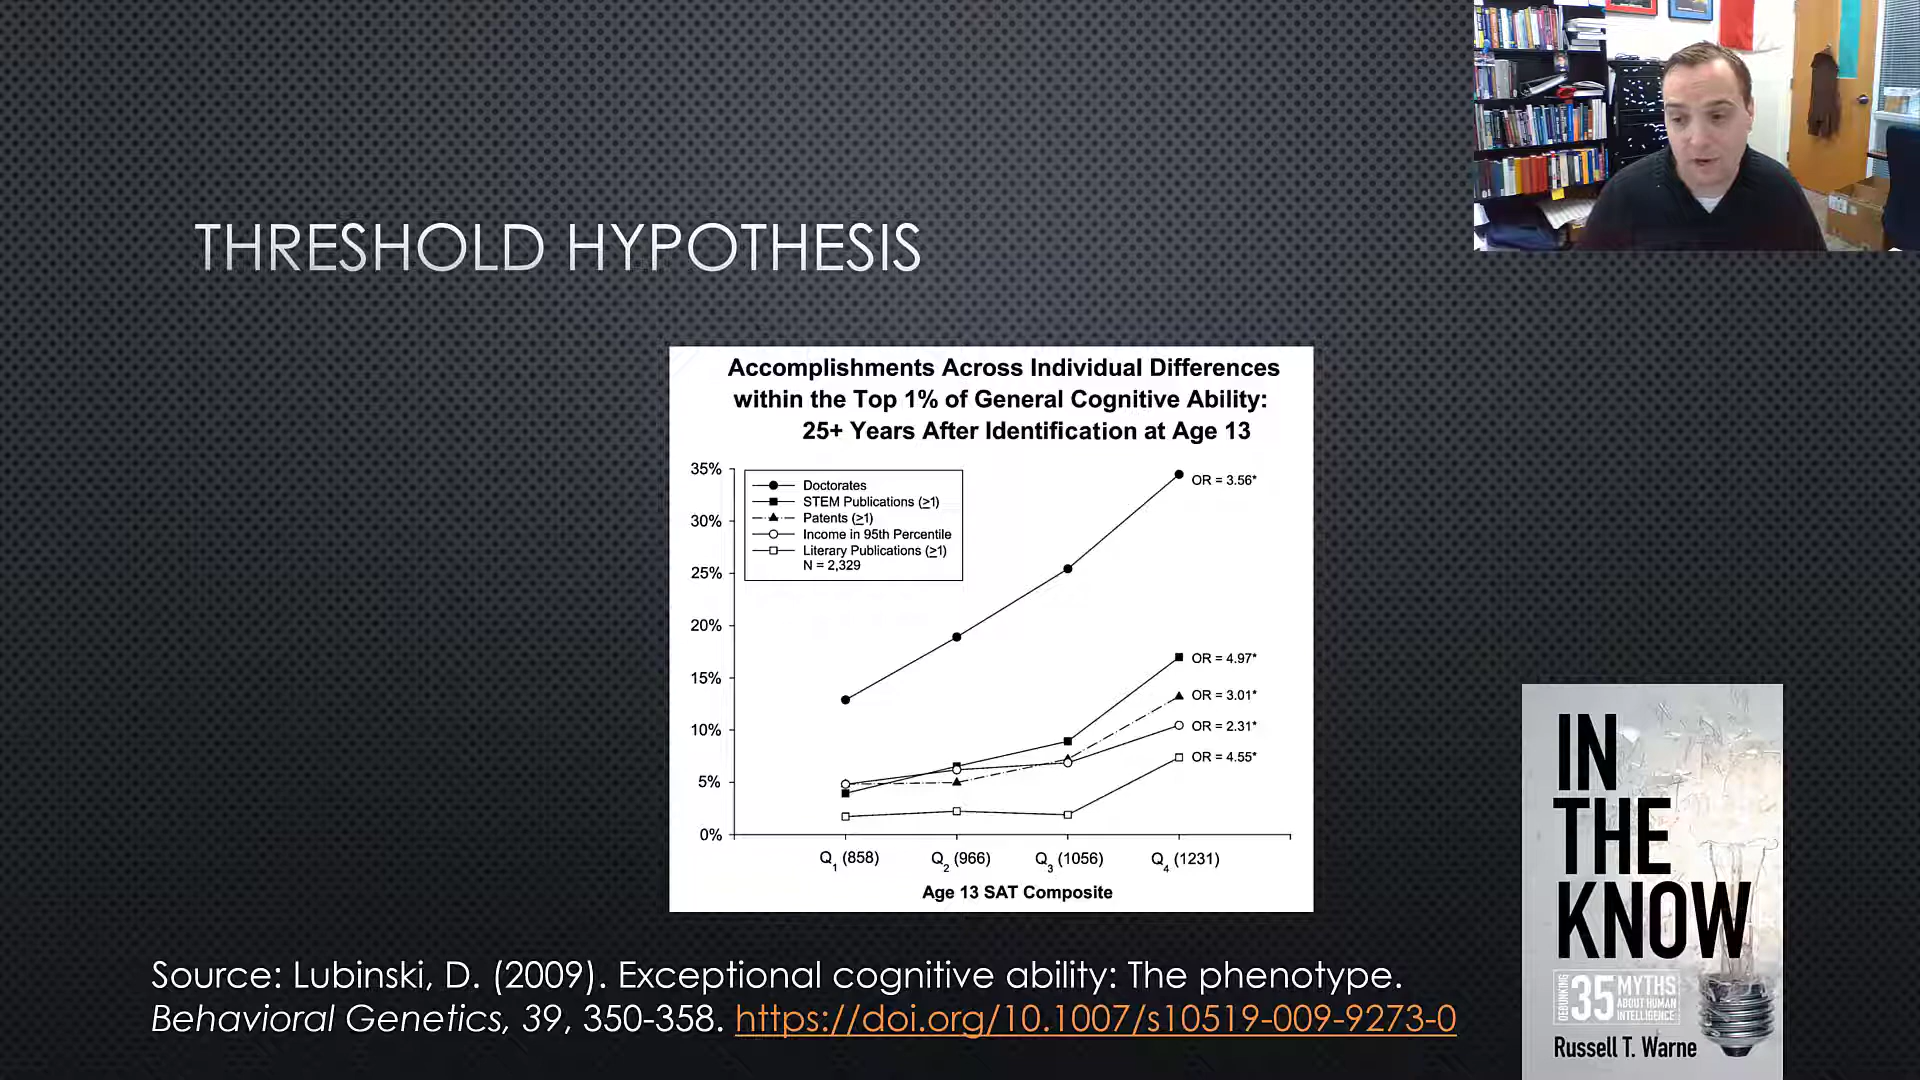 THRESHOLD HYPOTHESIS
Accomplishments Across Individual Differences
within the Top 1% of General Cognitive Ability:
25+ Years After Identification at Age 13
35%
30%
25%
20%
15%
10%
5%
0%
Doctorates
STEM Publications (≥1)
Patents (≥1)
Income in 95th Percentile
Literary Publications (≥1)
N = 2,329
OR = 3.56*
OR = 4.97*
OR = 3.01*
OR = 2.31*
OR = 4.55*
Q1 (858) Q2 (966) Q3 (1056) Q4 (1231)
Age 13 SAT Composite
Source: Lubinski, D. (2009). Exceptional cognitive ability: The phenotype.
Behavioral Genetics, 39, 350-358. https://doi.org/10.1007/s10519-009-9273-0
IN
THE
KNOW
DEBUNKING
35
MYTHS
ABOUT HUMAN
INTELLIGENCE
Russell T. Warne